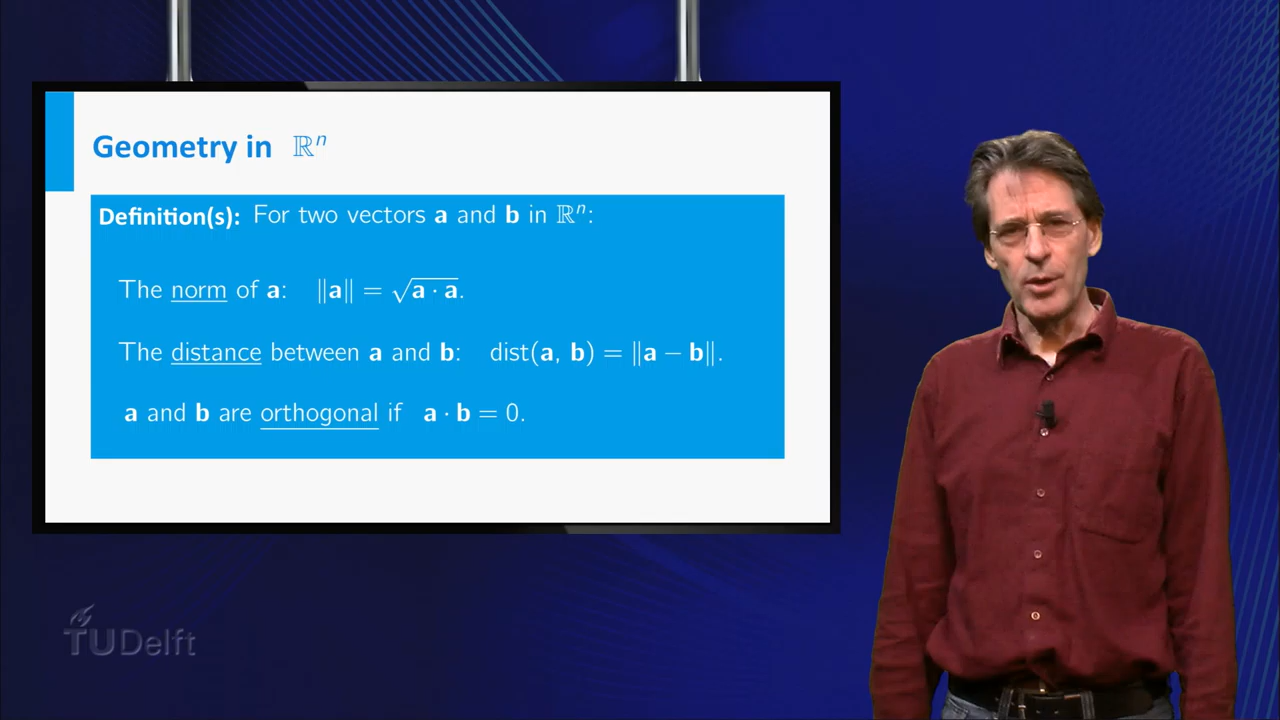 Geometry in ℝⁿ
Definition(s): For two vectors a and b in ℝⁿ:
The norm of a: ‖a‖ = √a · a.
The distance between a and b: dist(a, b) = ‖a − b‖.
a and b are orthogonal if a · b = 0.
TUDelft